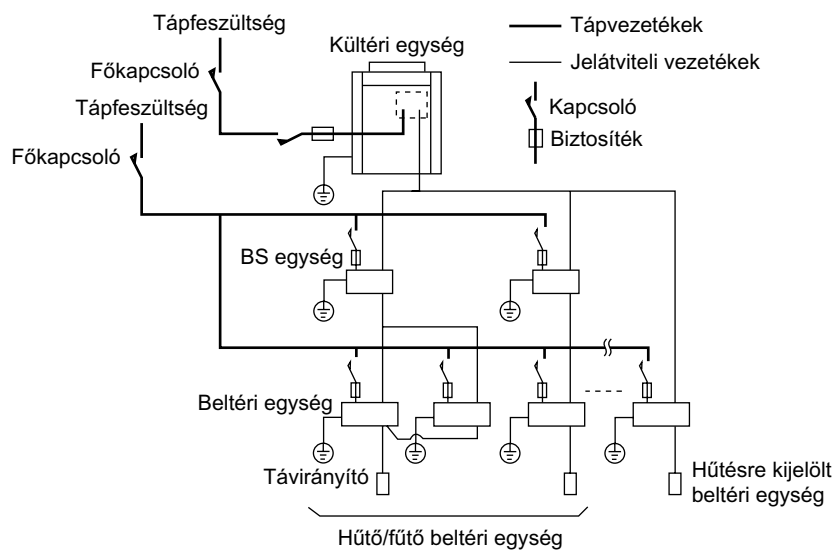 Tápfeszültség
Kültéri egység
Tápvezetékek
Főkapcsoló
Jelátviteli vezetékek
Tápfeszültség
Kapcsoló
Főkapcsoló
Biztosíték
BS egység
Beltéri egység
Távirányító
Hűtésre kijelölt
beltéri egység
Hűtő/fűtő beltéri egység